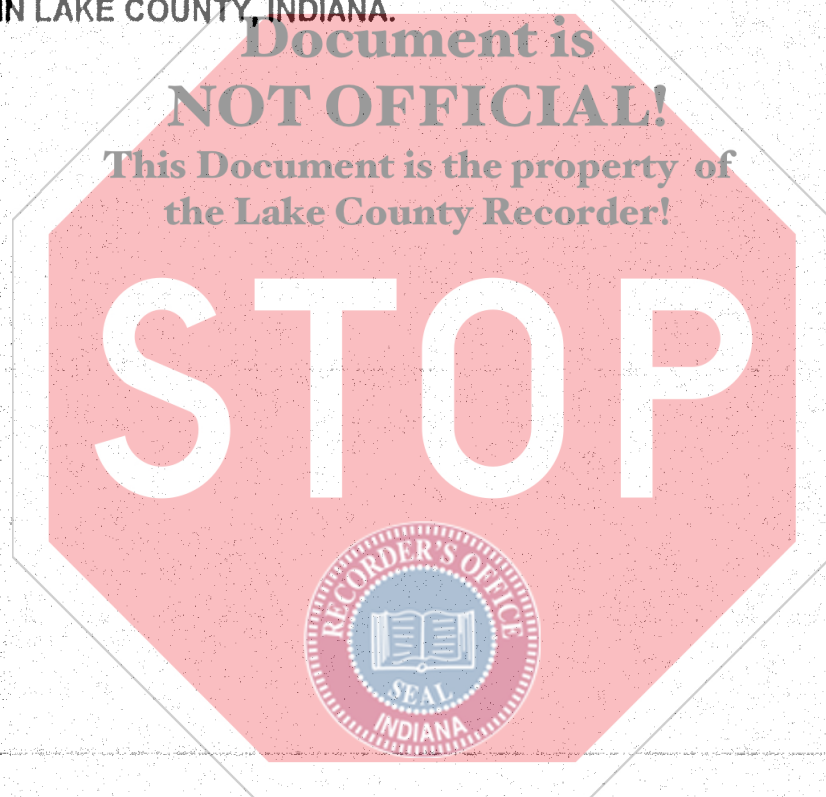 IN LAKE COUNTY, INDIANA.
Document is
NOT OFFICIAL!
This Document is the property of
the Lake County Recorder!
STOP
RECORDER'S OFFICE
SEAL
INDIANA